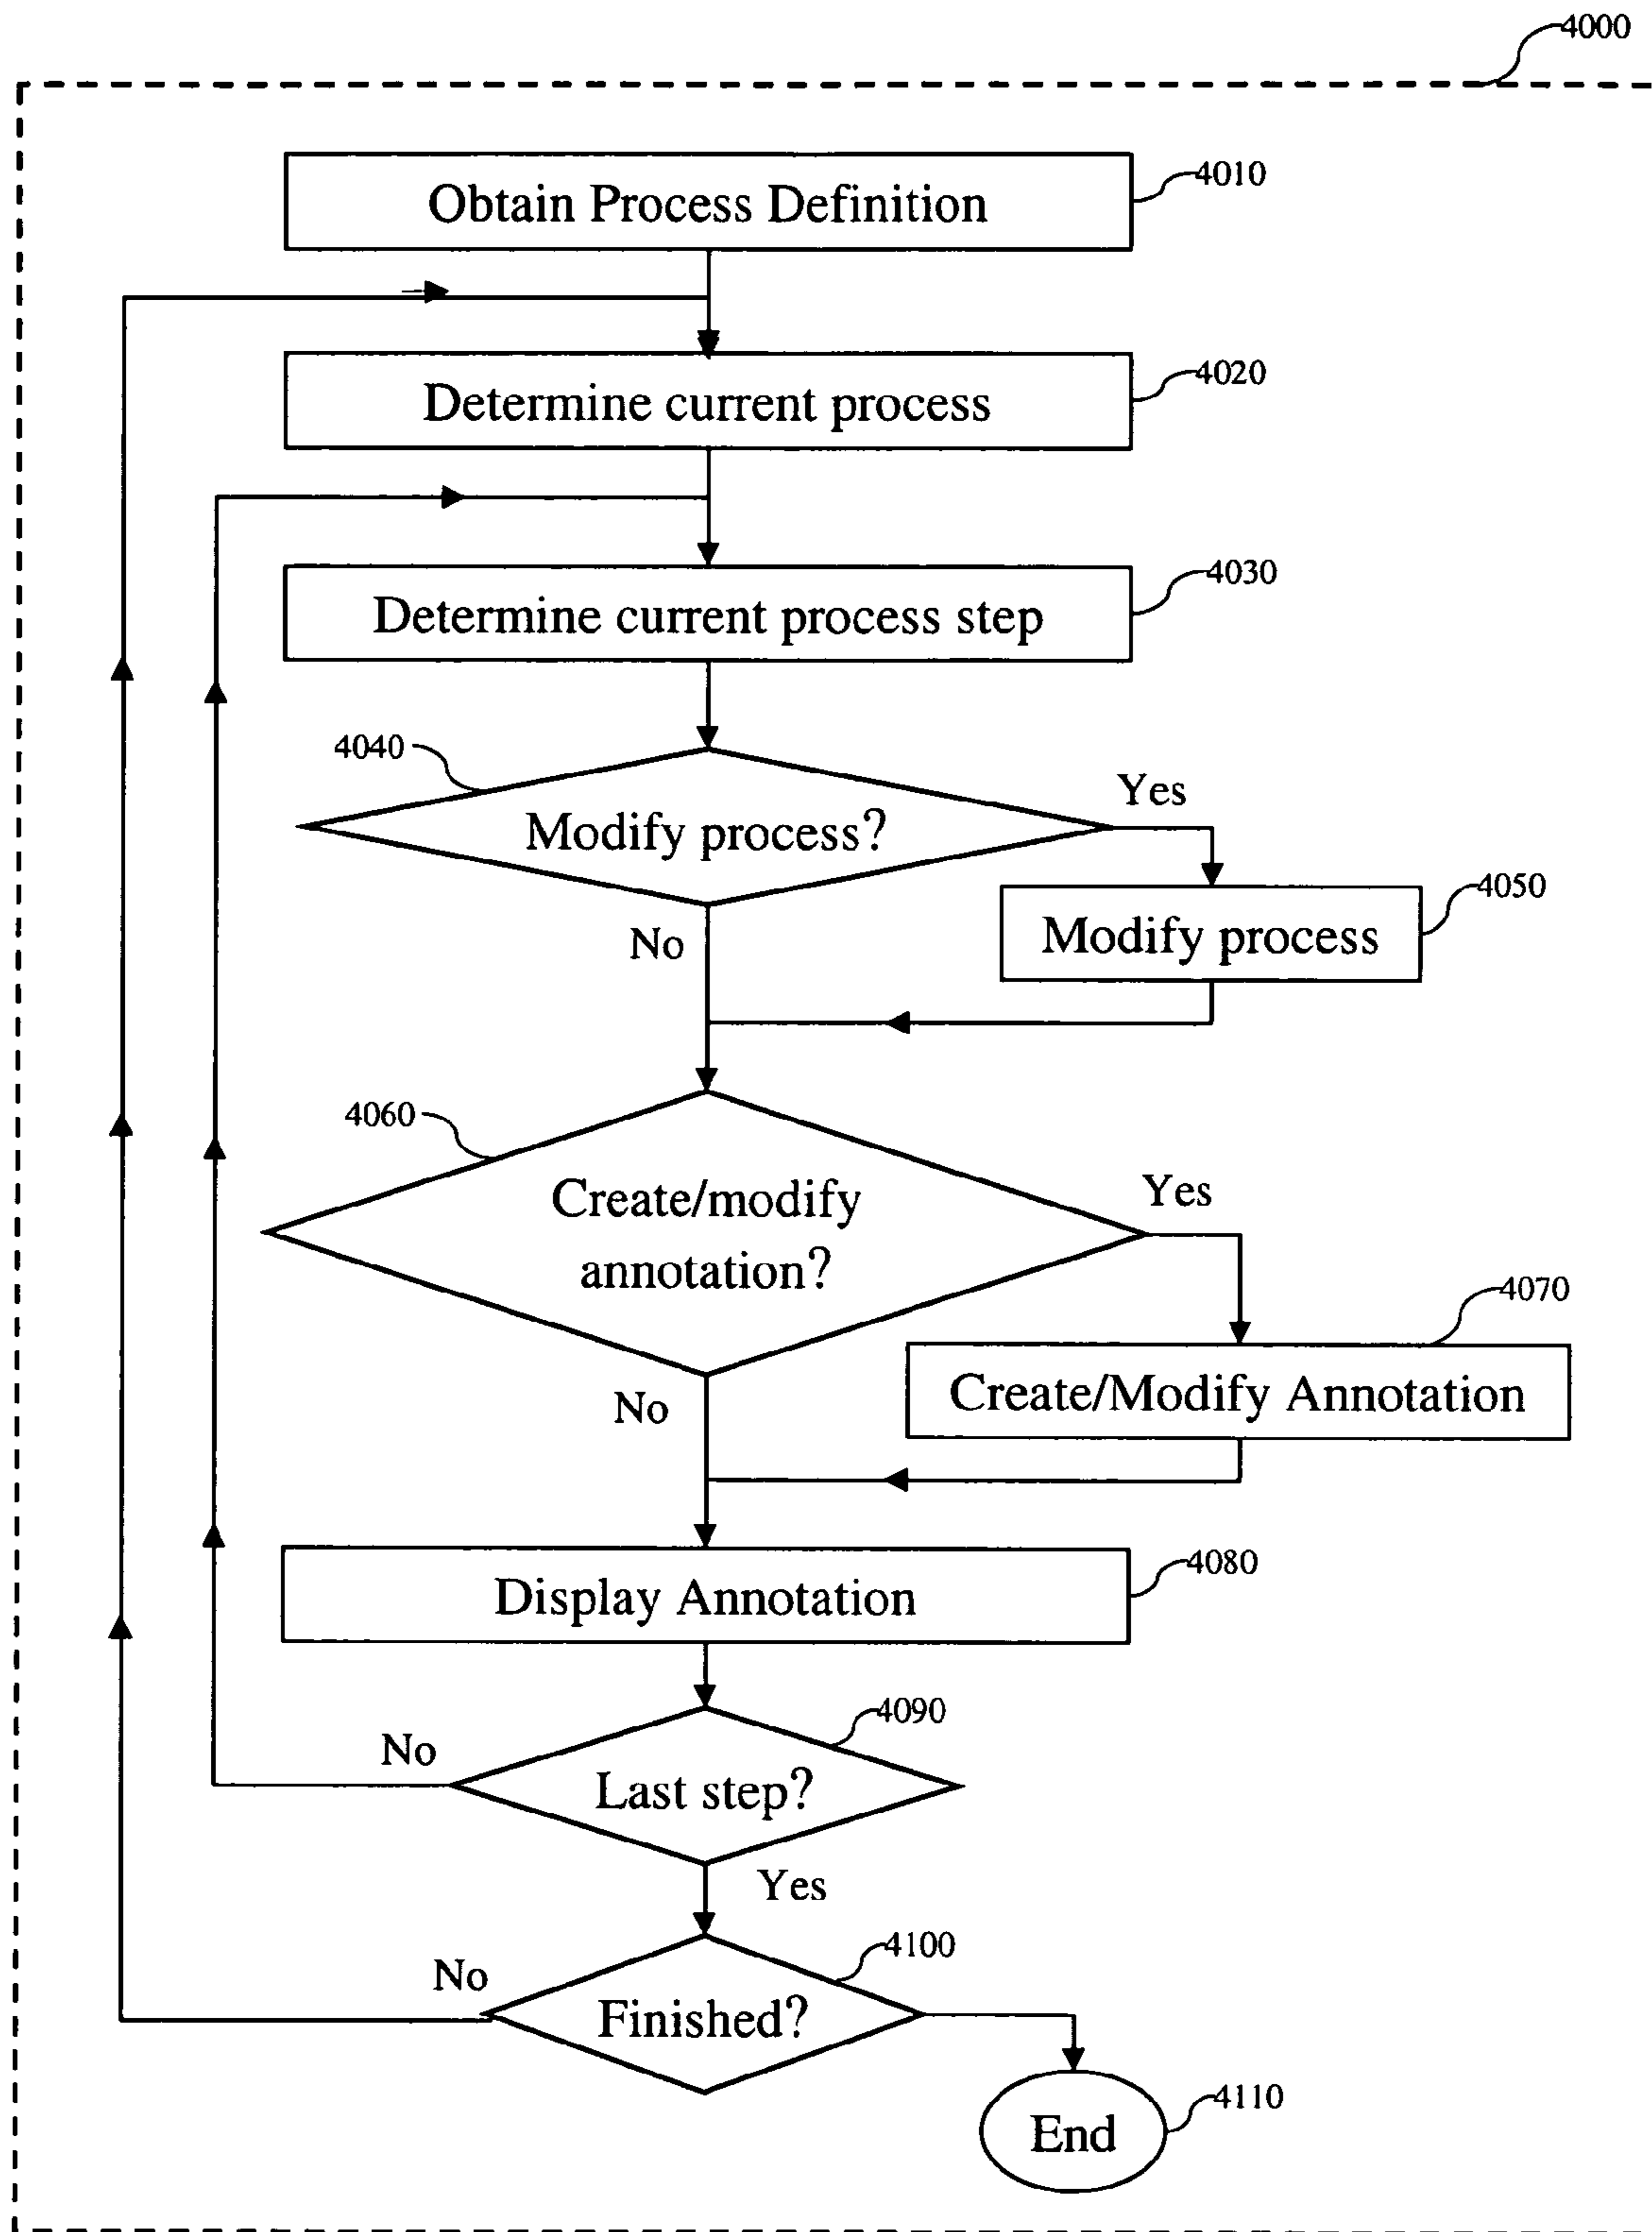 4000
Obtain Process Definition
4010
Determine current process
4020
Determine current process step
4030
4040
Modify process?
Yes
4050
Modify process
No
4060
Create/modify
annotation?
Yes
4070
Create/Modify Annotation
No
Display Annotation
4080
4090
No
Last step?
Yes
4100
No
Finished?
4110
End